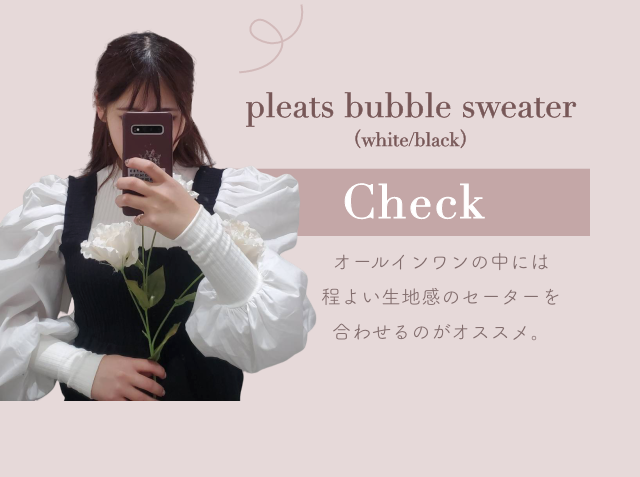 pleats bubble sweater
(white/black)
Check
オールインワンの中には
程よい生地感のセーターを
合わせるのがオススメ。